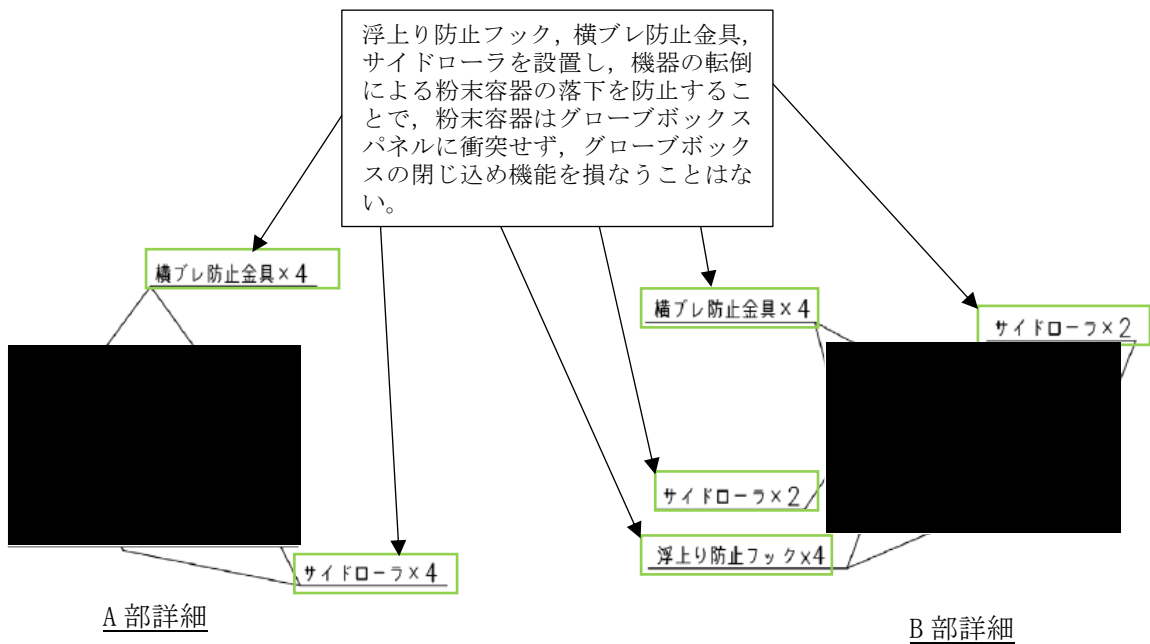 浮上り防止フック，横ブレ防止金具，
サイドローラを設置し，機器の転倒
による粉末容器の落下を防止するこ
とで，粉末容器はグローブボックス
パネルに衝突せず，グローブボック
スの閉じ込め機能を損なうことはな
い。
横ブレ防止金具×4
サイドローラ×4
A 部詳細
横ブレ防止金具×4
サイドローラ×2
サイドローラ×2
浮上り防止フック×4
B 部詳細